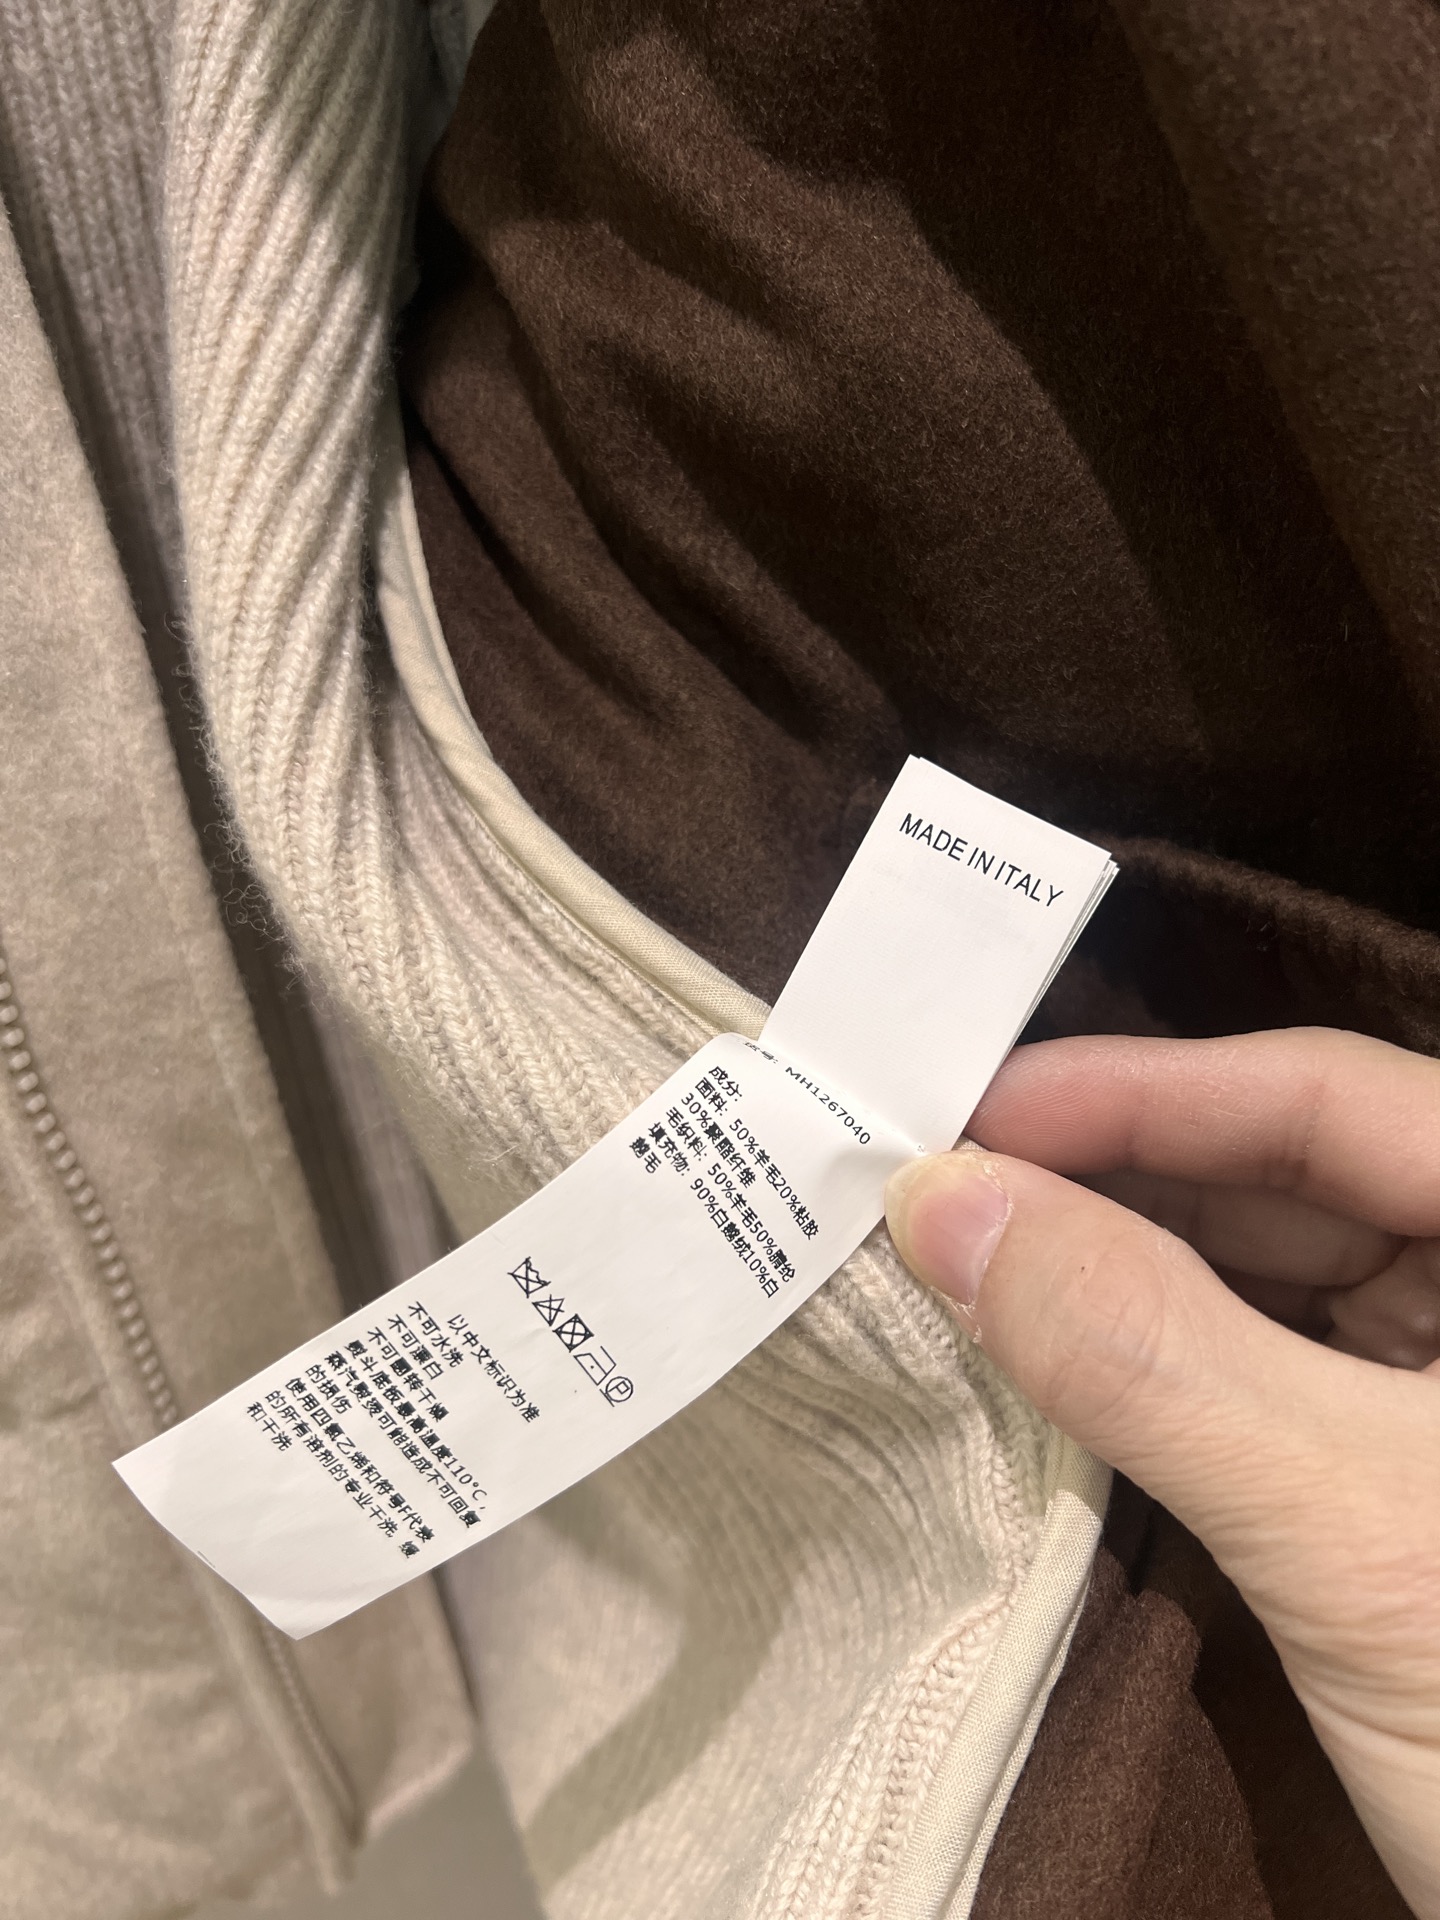 MADE IN ITALY
款号: MH1267040
成分:
面料: 50%羊毛20%粘胶
30%聚酯纤维
毛织料: 50%羊毛50%腈纶
填充物: 90%白鹅绒10%白
鹅毛
P
以中文标识为准
不可水洗
不可漂白
不可翻转干燥
熨斗底板最高温度110°C,
蒸汽熨烫可能造成不可回复
的损伤
使用四氯乙烯和符号F代表
的所有溶剂的专业干洗 缓
和干洗